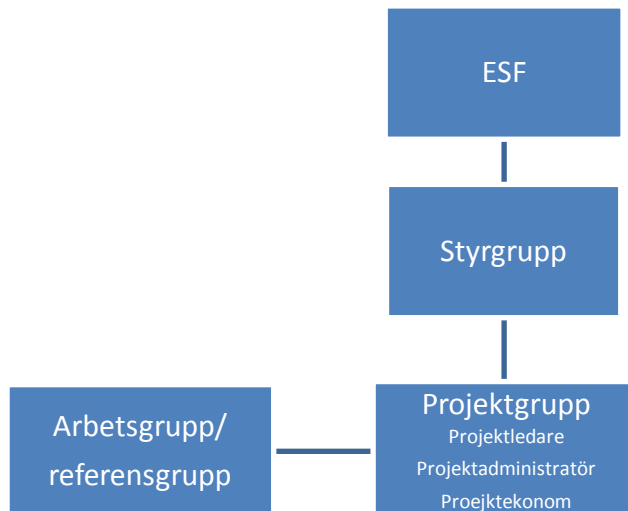 ESF
Styrgrupp
Arbetsgrupp/
referensgrupp
Projektgrupp
Projektledare
Projektadministratör
Proejktekonom